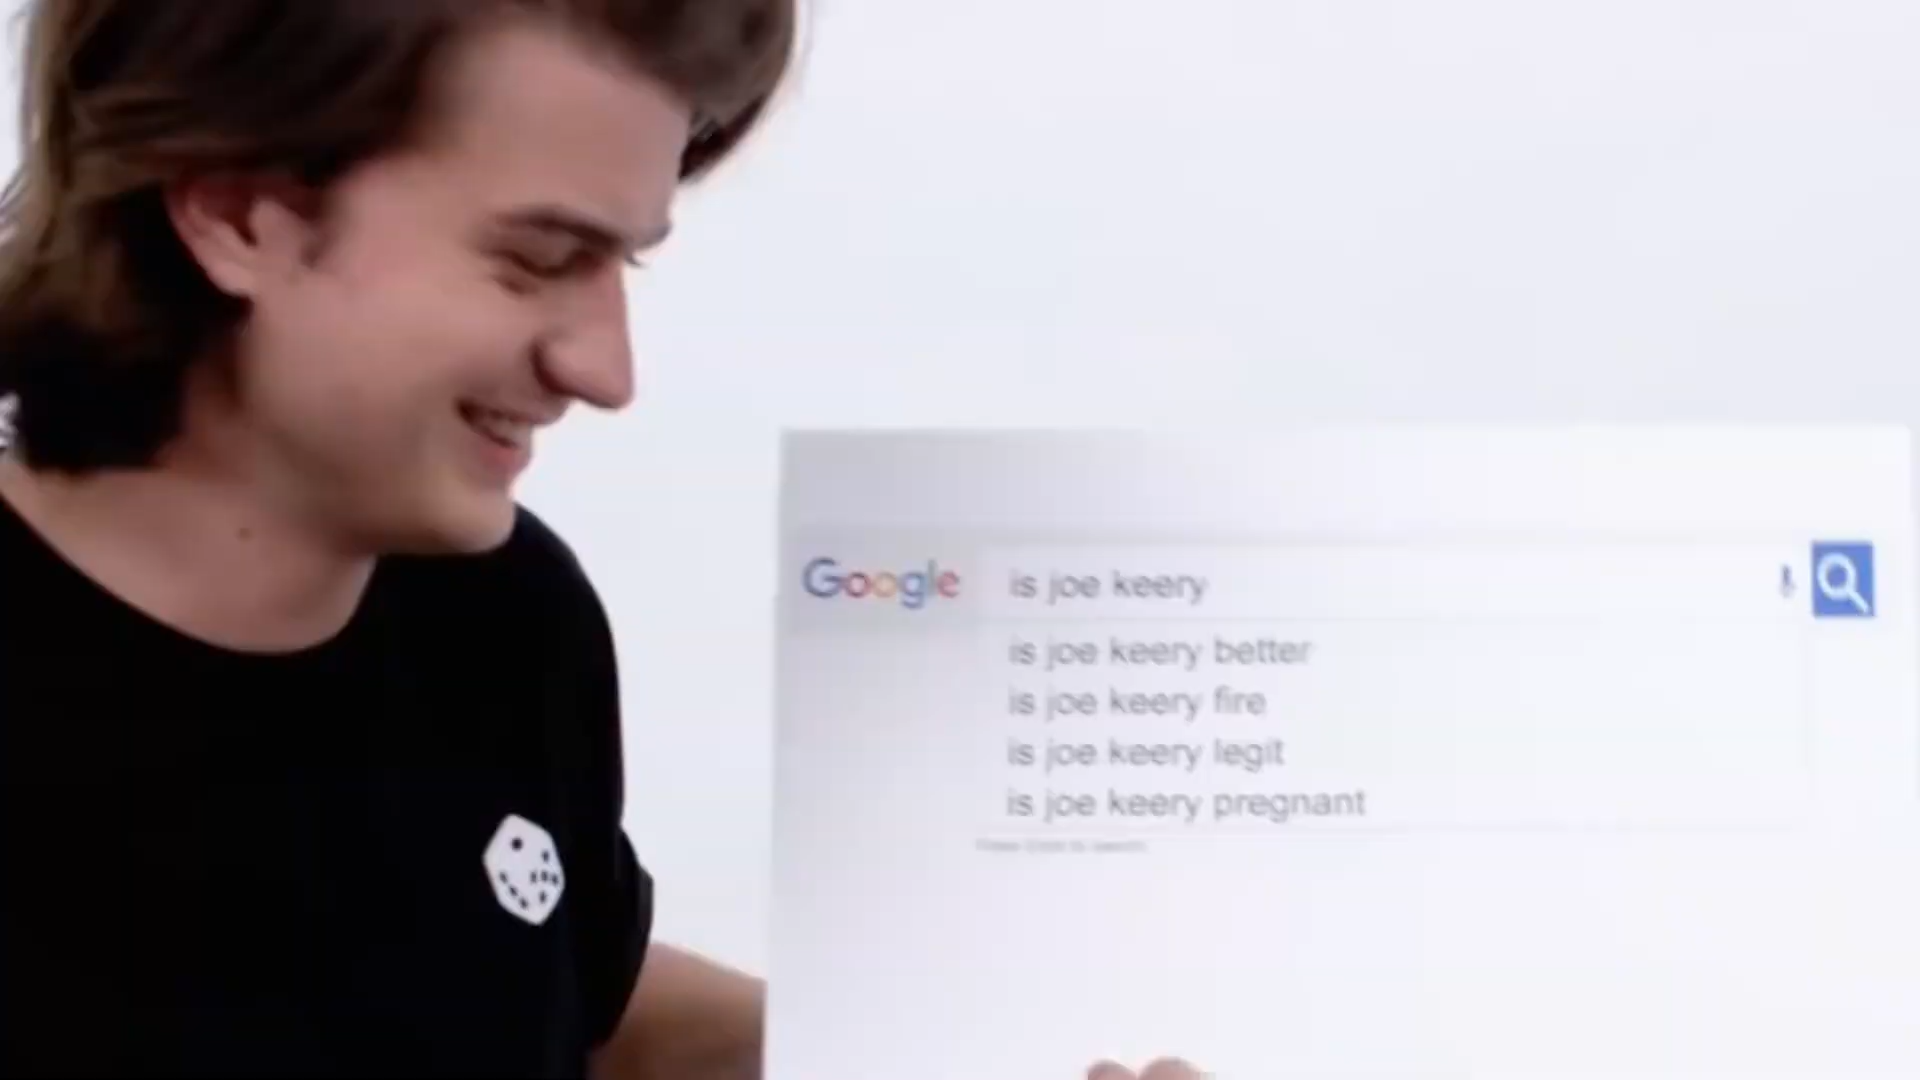 Google is joe keery
is joe keery better
is joe keery fire
is joe keery legit
is joe keery pregnant